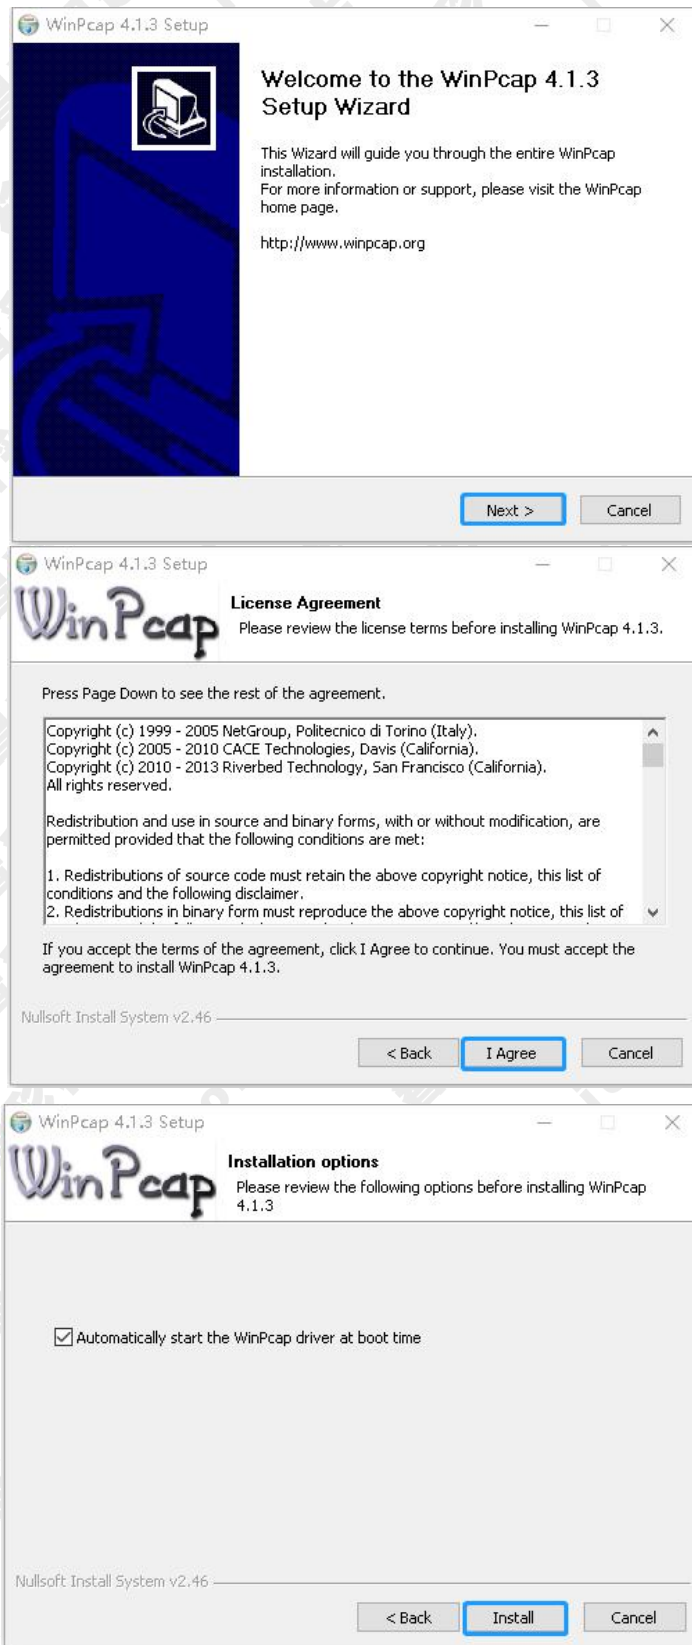 WinPcap 4.1.3 Setup
Welcome to the WinPcap 4.1.3
Setup Wizard
This Wizard will guide you through the entire WinPcap
installation.
For more information or support, please visit the WinPcap
home page.
http://www.winpcap.org
Next >
Cancel
WinPcap 4.1.3 Setup
WinPcap
License Agreement
Please review the license terms before installing WinPcap 4.1.3.
Press Page Down to see the rest of the agreement.
Copyright (c) 1999 - 2005 NetGroup, Politecnico di Torino (Italy).
Copyright (c) 2005 - 2010 CACE Technologies, Davis (California).
Copyright (c) 2010 - 2013 Riverbed Technology, San Francisco (California).
All rights reserved.
Redistribution and use in source and binary forms, with or without modification, are
permitted provided that the following conditions are met:
1. Redistributions of source code must retain the above copyright notice, this list of
conditions and the following disclaimer.
2. Redistributions in binary form must reproduce the above copyright notice, this list of
If you accept the terms of the agreement, click I Agree to continue. You must accept the
agreement to install WinPcap 4.1.3.
Nullsoft Install System v2.46
< Back
I Agree
Cancel
WinPcap 4.1.3 Setup
WinPcap
Installation options
Please review the following options before installing WinPcap
4.1.3
Automatically start the WinPcap driver at boot time
Nullsoft Install System v2.46
< Back
Install
Cancel